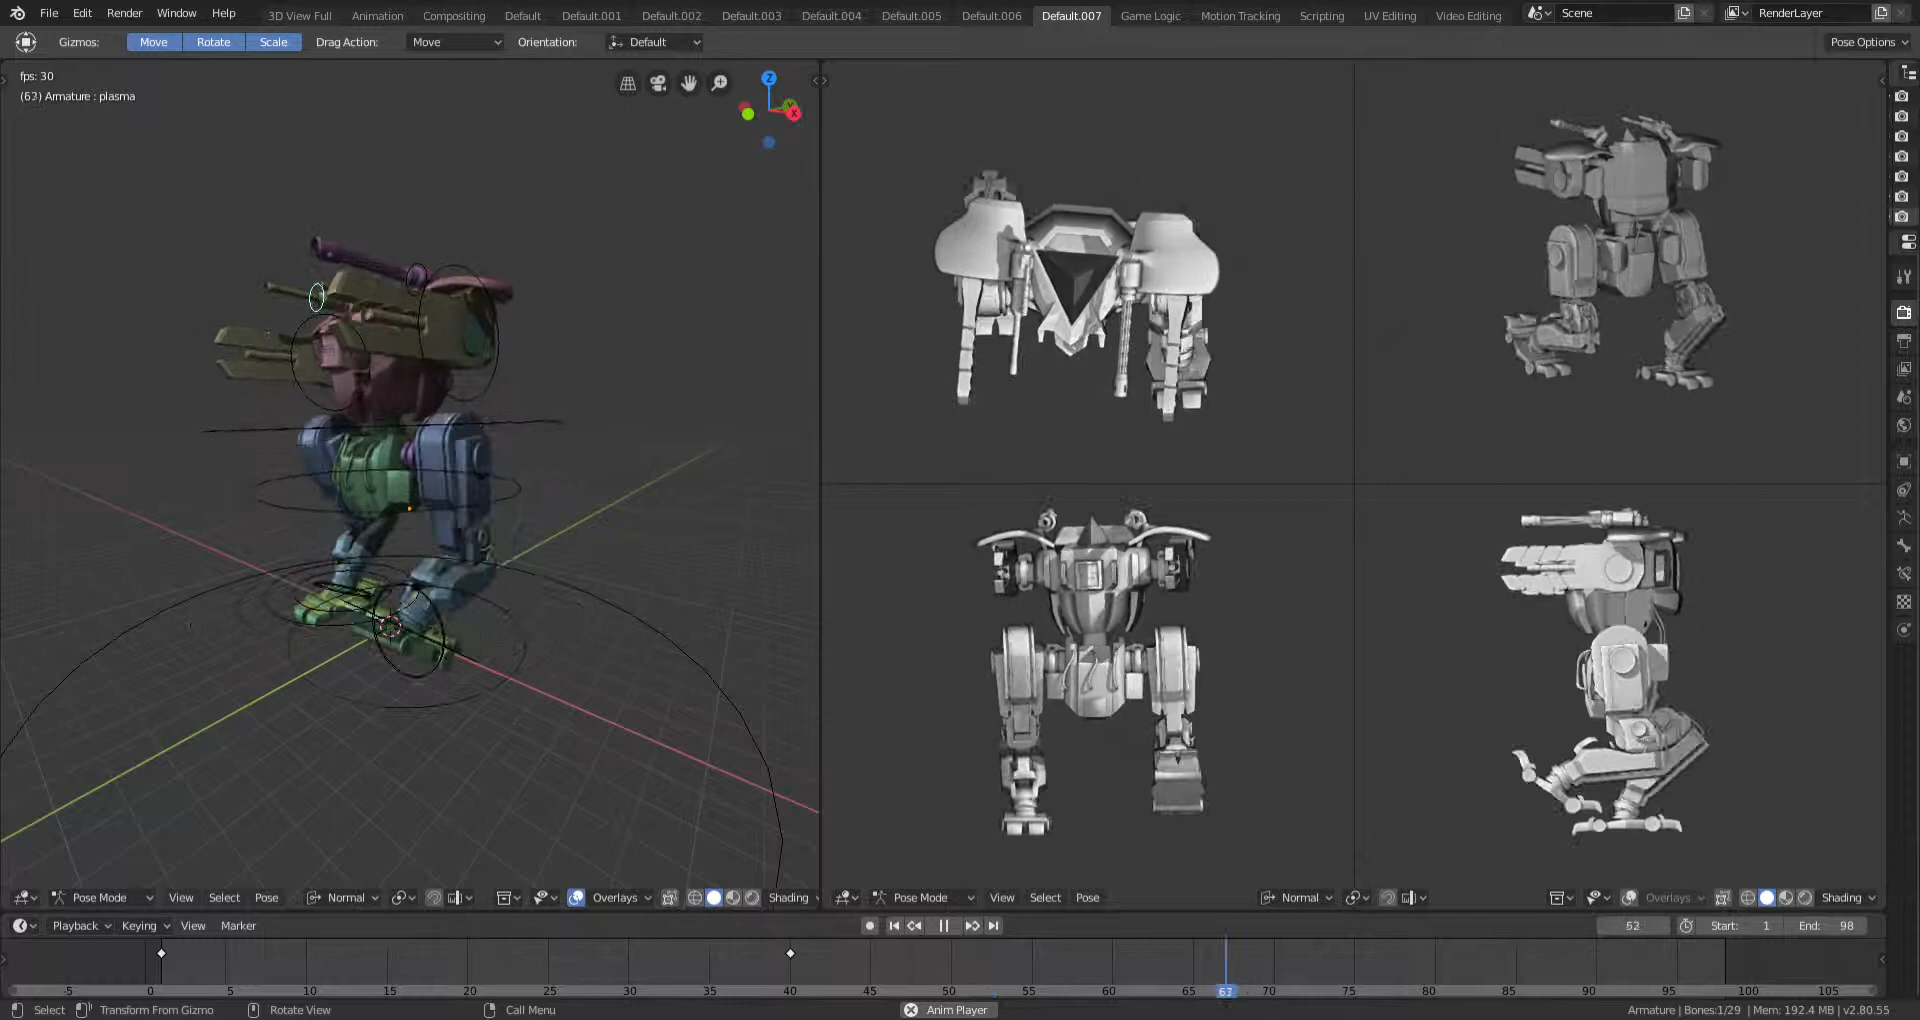 File Edit Render Window Help 3D View Full Animation Compositing Default Default.001 Default.002 Default.003 Default.004 Default.005 Default.006 Default.007 Game Logic Motion Tracking Scripting UV Editing Video Editing Scene RenderLayer
Gizmos: Move Rotate Scale Drag Action: Move Orientation: Default Pose Options
fps: 30
(63) Armature : plasma
Z
Y
X
Pose Mode View Select Pose Normal Overlays Shading Pose Mode View Select Pose Normal Overlays Shading
Playback Keying View Marker 52 Start: 1 End: 98
-5 0 5 10 15 20 25 30 35 40 45 50 55 60 65 63 70 75 80 85 90 95 100 105
Select Transform From Gizmo Rotate View Call Menu Anim Player Armature | Bones:1/29 | Mem: 192.4 MB | v2.80.55